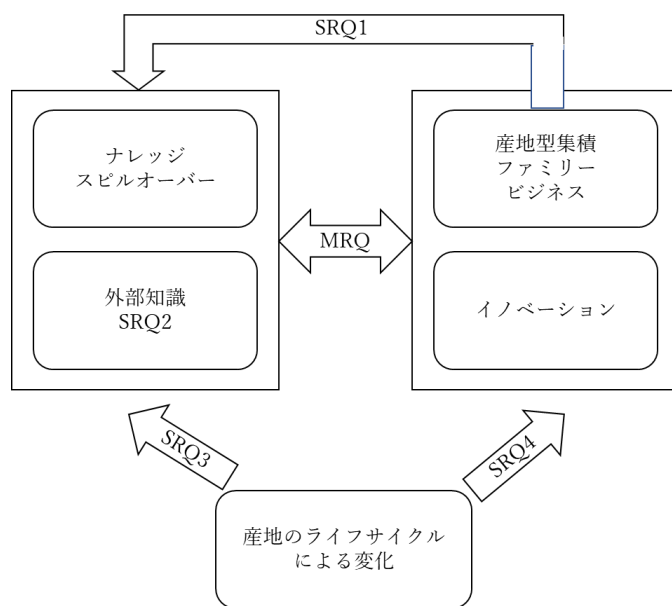 SRQ1
ナレッジ
スピルオーバー
産地型集積
ファミリー
ビジネス
MRQ
外部知識
SRQ2
イノベーション
SRQ3
SRQ4
産地のライフサイクル
による変化